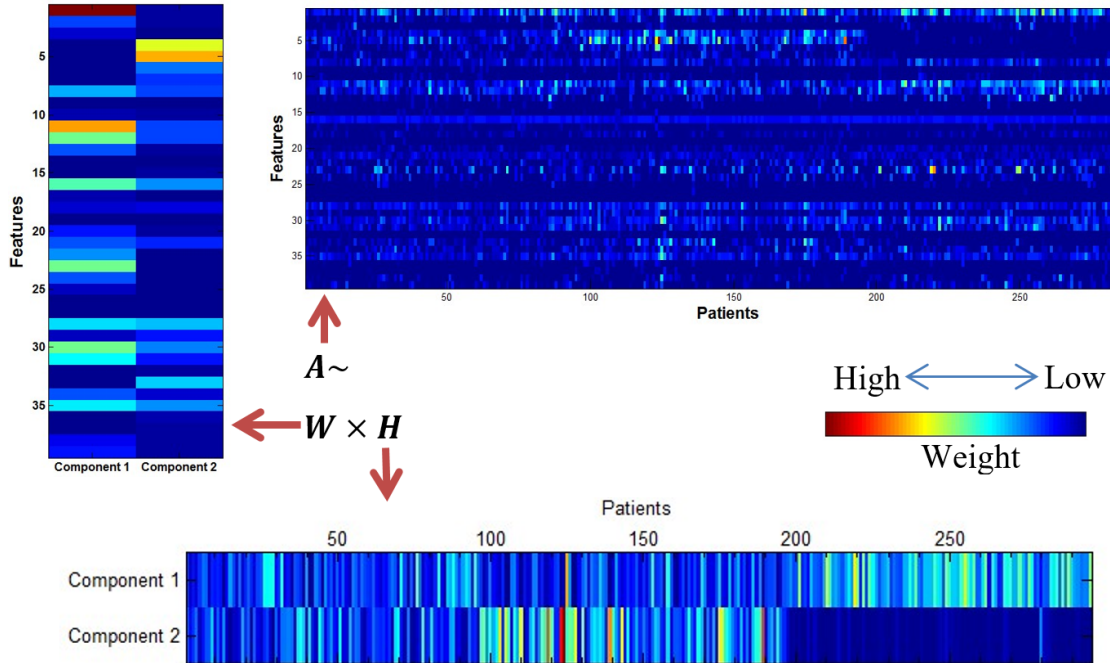 5
10
15
20
25
30
35
Features
Component 1 Component 2
5
10
15
20
25
30
35
Features
50 100 150 200 250
Patients
A~
W × H
High Low
Weight
Patients
50 100 150 200 250
Component 1
Component 2